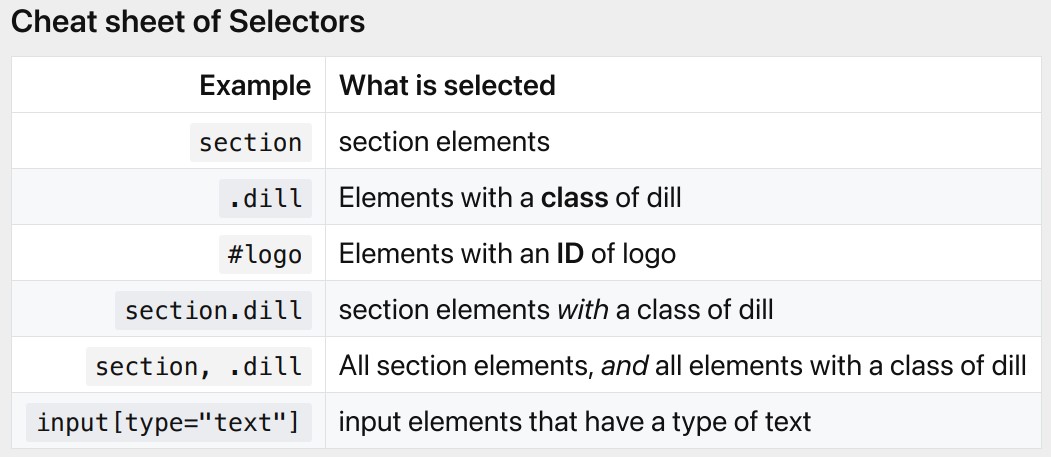 Cheat sheet of Selectors
Example What is selected
section section elements
.dill Elements with a class of dill
#logo Elements with an ID of logo
section.dill section elements with a class of dill
section, .dill All section elements, and all elements with a class of dill
input[type="text"] input elements that have a type of text